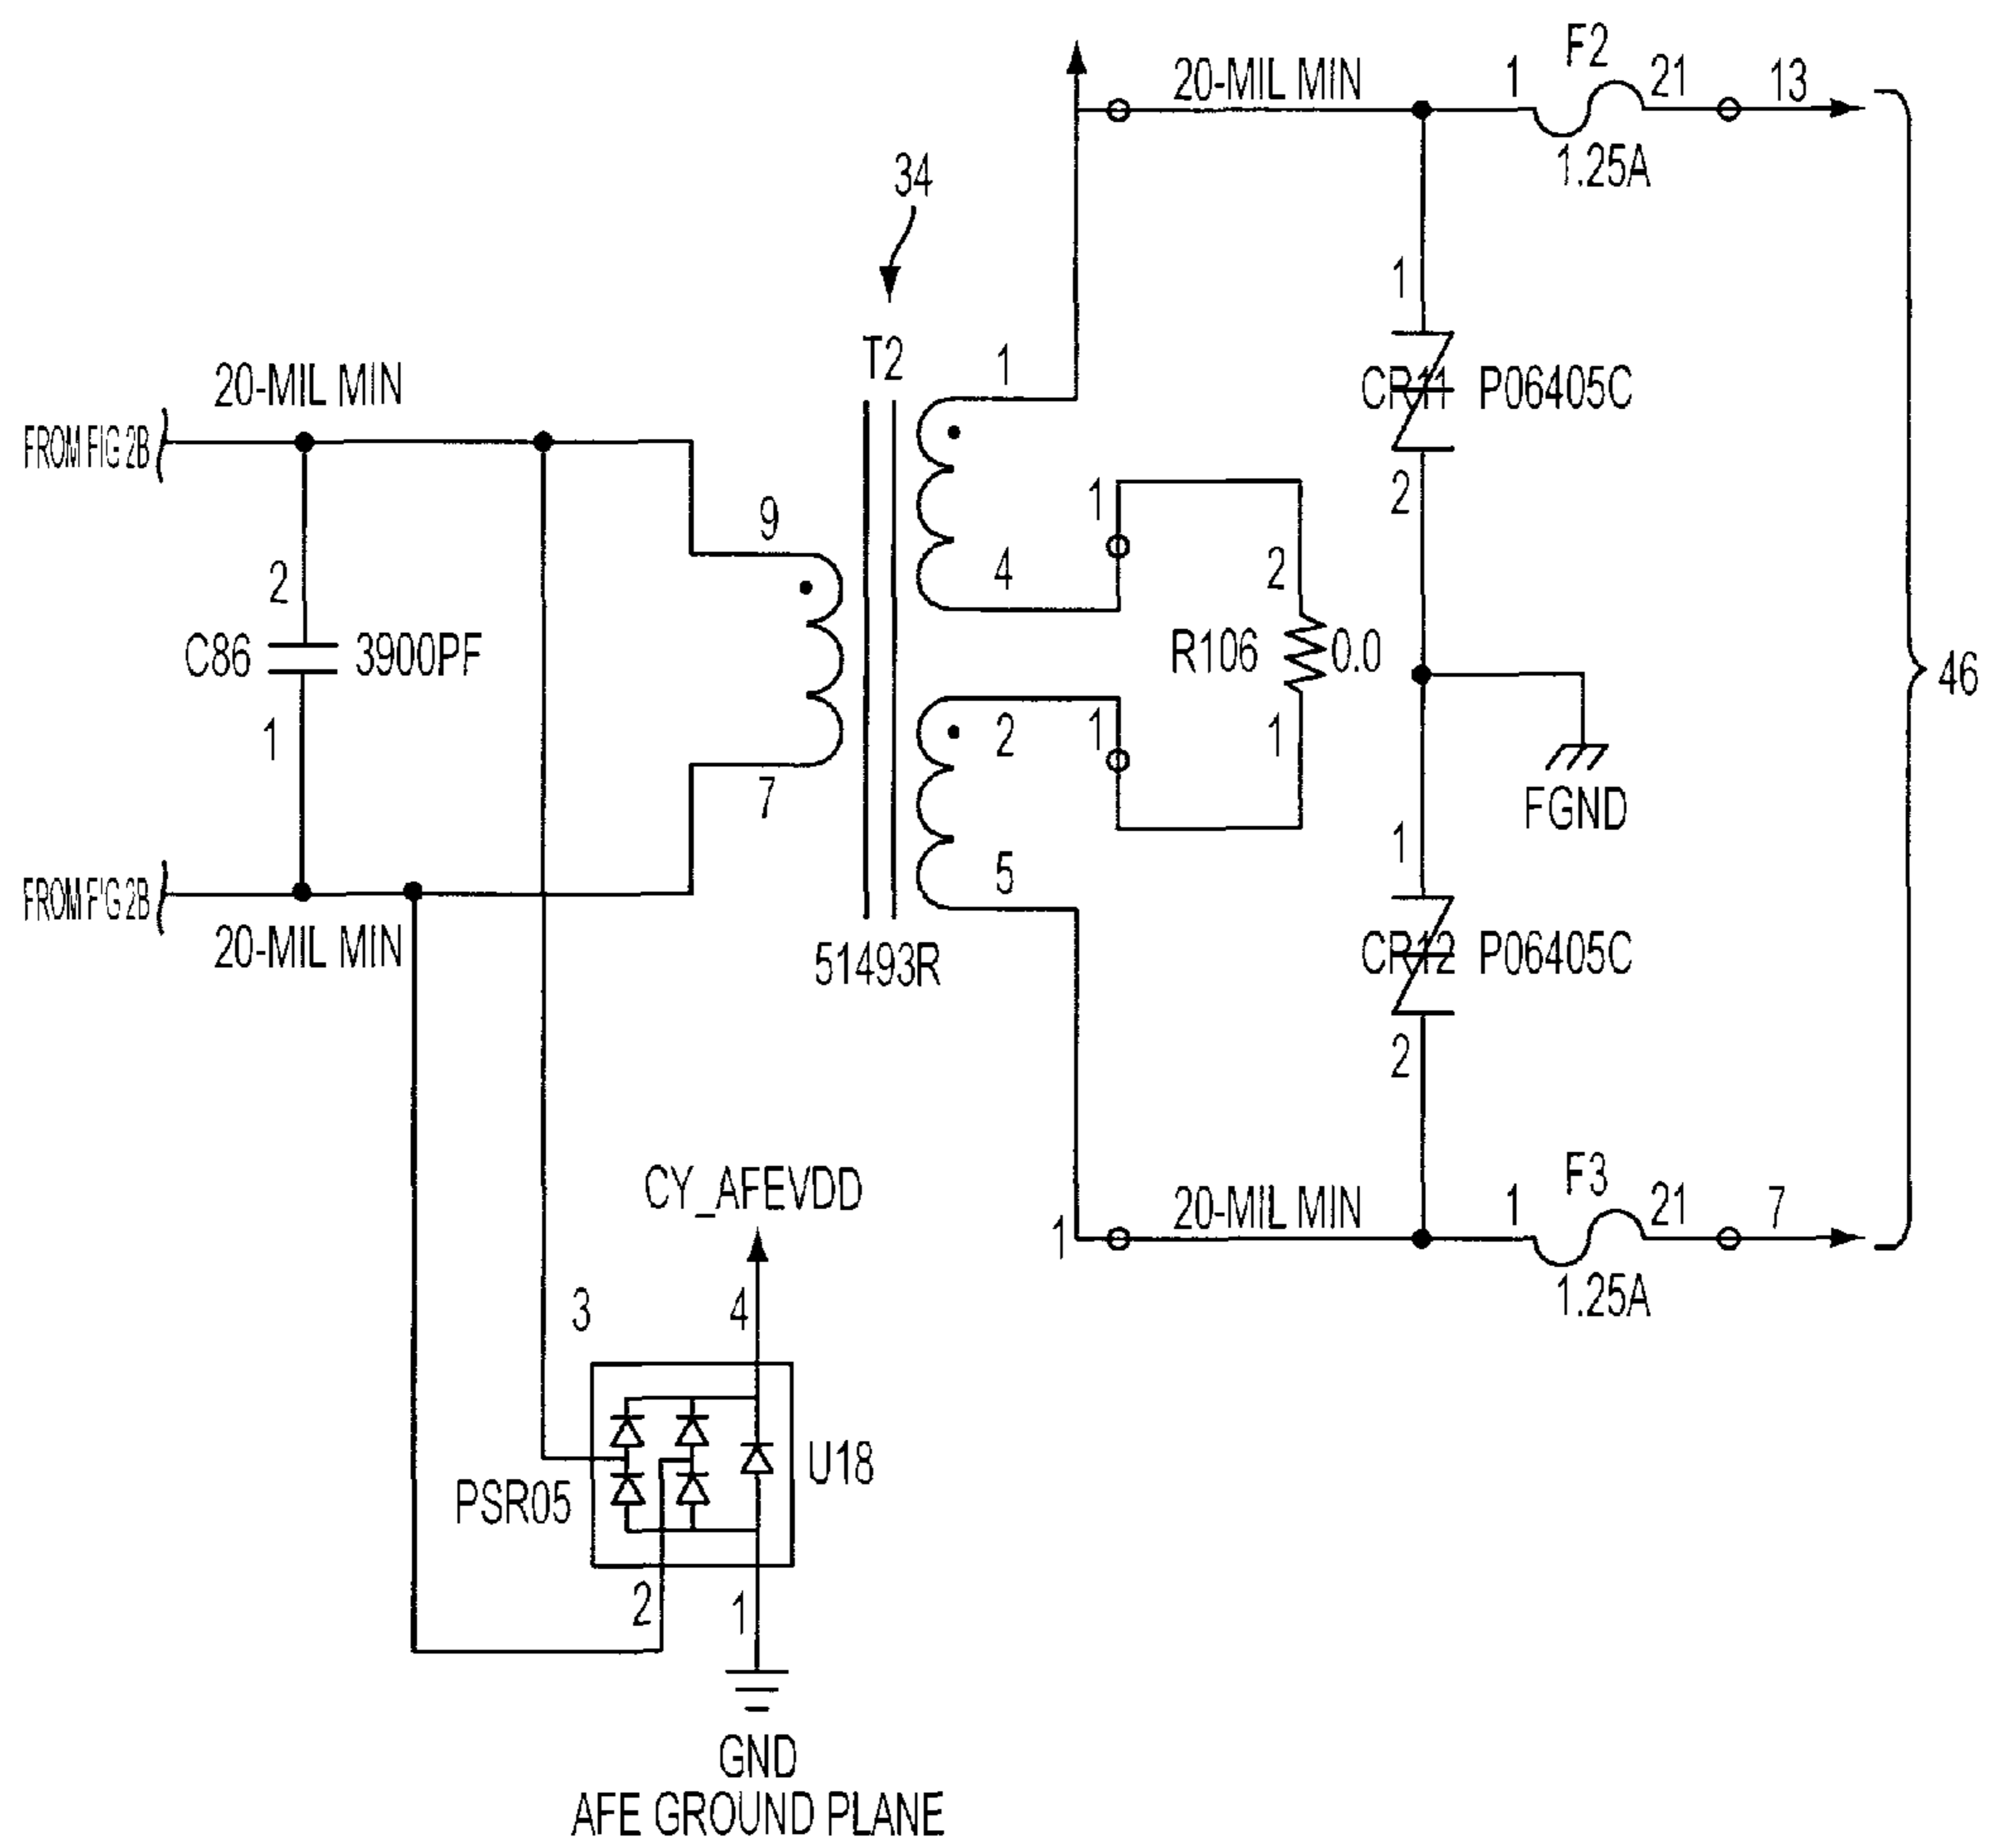 F2
20-MIL MIN
1
21
13
1.25A
34
1
T2
1
20-MIL MIN
CR11 P06405C
FROM FIG 2B
9
1
2
4
2
2
C86 3900PF
R106 0.0
46
1
2
1
1
7
FGND
1
5
FROM FIG 2B
20-MIL MIN
CR12 P06405C
51493R
2
F3
CY_AFEVDD
20-MIL MIN
1
21
7
1
1.25A
3
4
U18
PSR05
2
1
GND
AFE GROUND PLANE